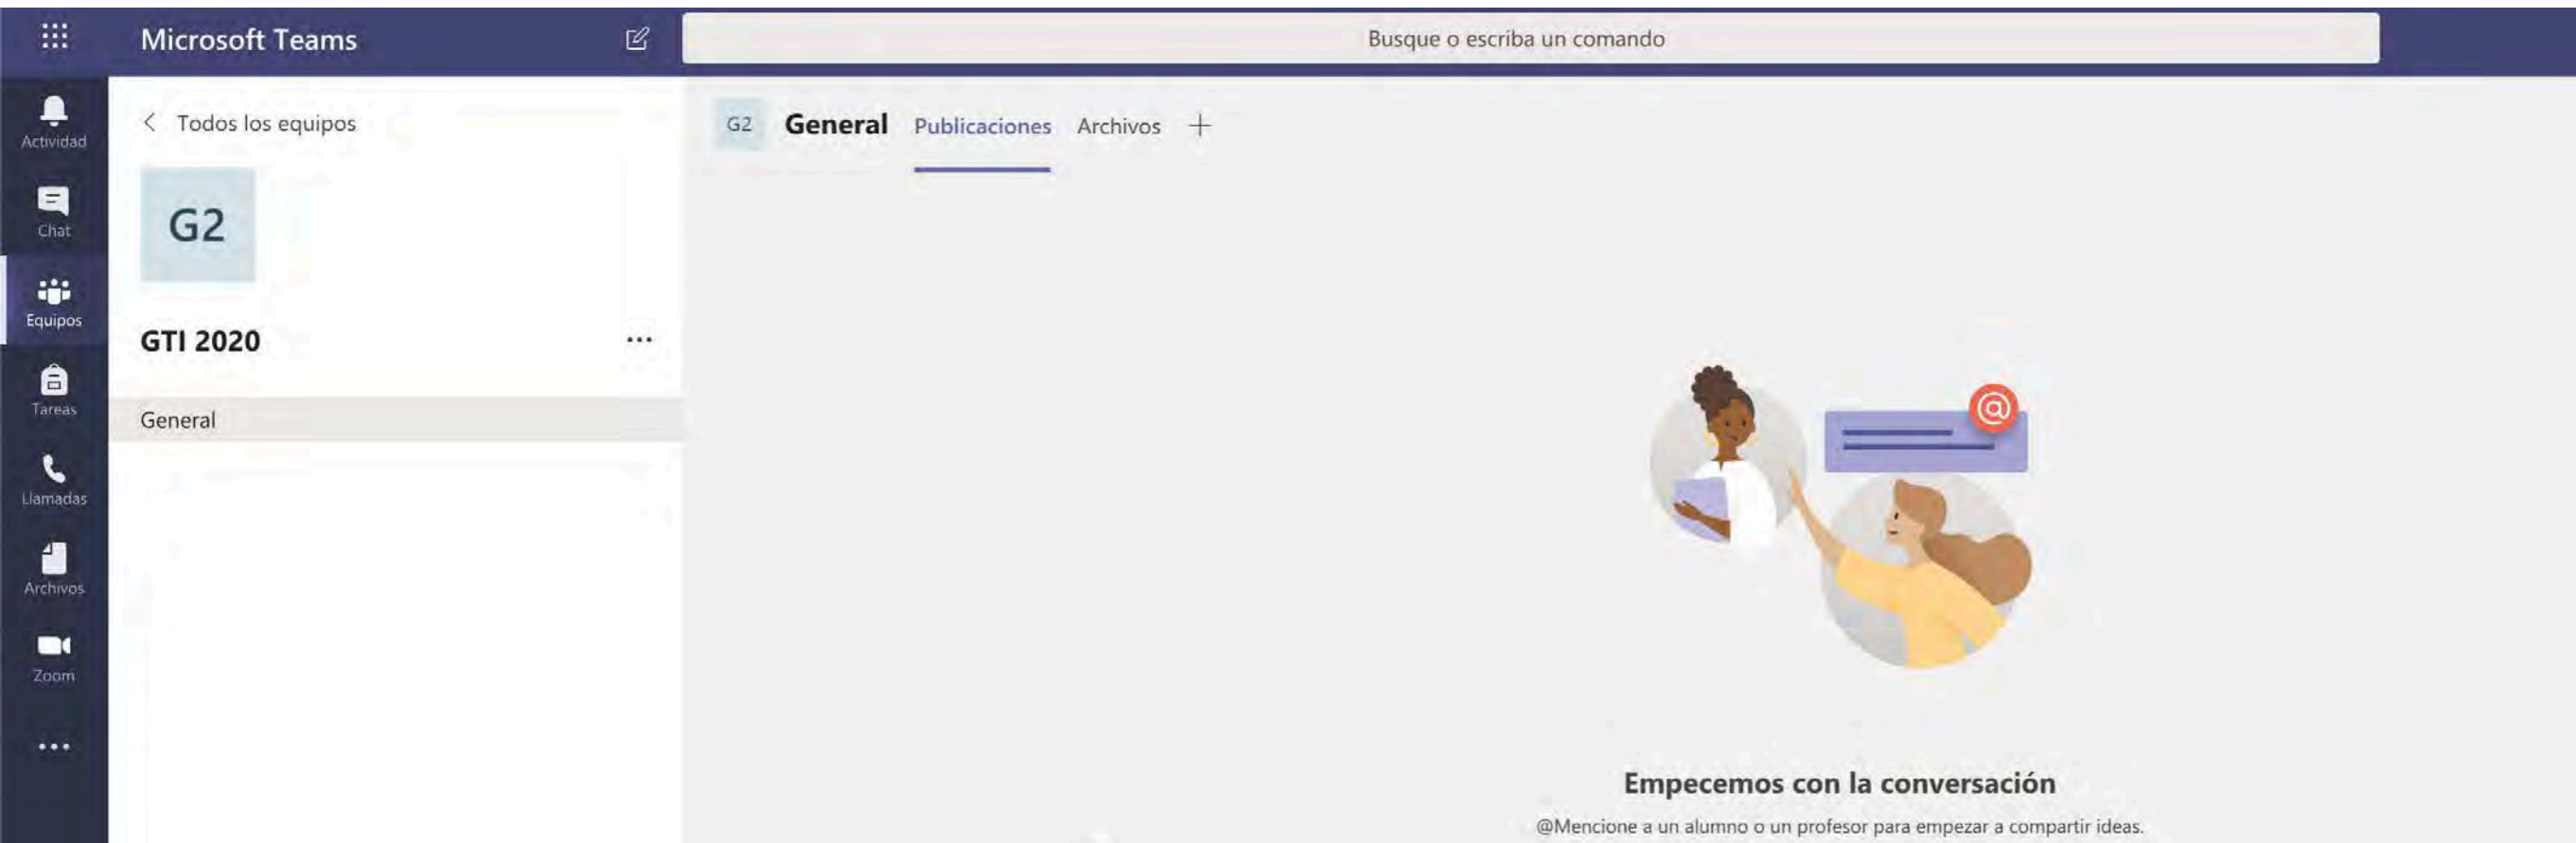 Microsoft Teams
Busque o escriba un comando
Actividad
Chat
Equipos
Tareas
Llamadas
Archivos
Zoom
Todos los equipos
G2
GTI 2020
General
G2 General Publicaciones Archivos
@
Empecemos con la conversación
@Mencione a un alumno o un profesor para empezar a compartir ideas.